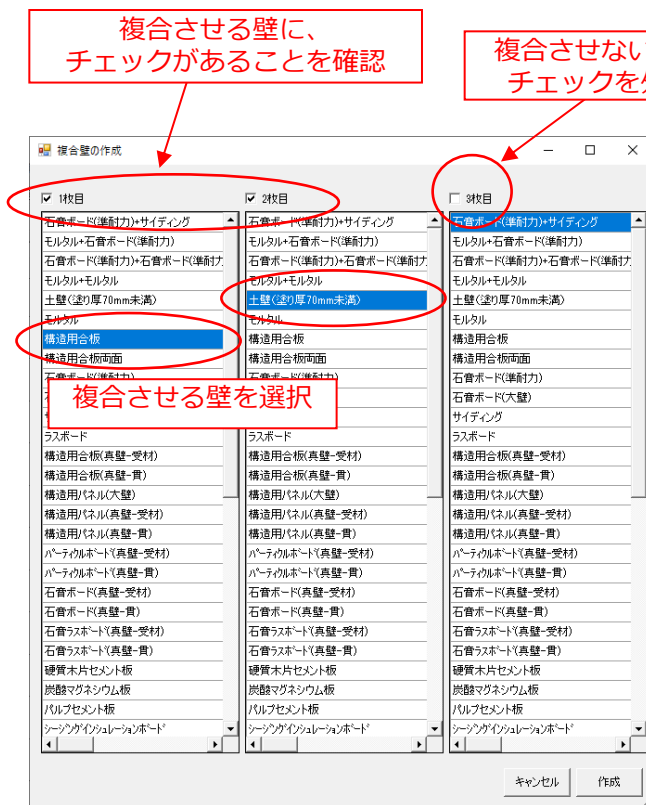 複合させる壁に、
チェックがあることを確認
複合させない
チェックを
複合壁の作成
1枚目
石膏ボード(準耐力)+サイディング
モルタル+石膏ボード(準耐力)
石膏ボード(準耐力)+石膏ボード(準耐力
モルタル+モルタル
土壁(塗り厚70mm未満)
モルタル
構造用合板
構造用合板両面
石膏ボード(準耐力)
複合させる壁を選択
ラスボード
構造用合板(真壁-受材)
構造用合板(真壁-貫)
構造用パネル(大壁)
構造用パネル(真壁-受材)
構造用パネル(真壁-貫)
パーティクルボード(真壁-受材)
パーティクルボード(真壁-貫)
石膏ボード(真壁-受材)
石膏ボード(真壁-貫)
石膏ラスボード(真壁-受材)
石膏ラスボード(真壁-貫)
硬質木片セメント板
炭酸マグネシウム板
パルプセメント板
シージングインシュレーションボード
2枚目
石膏ボード(準耐力)+サイディング
モルタル+石膏ボード(準耐力)
石膏ボード(準耐力)+石膏ボード(準耐力
モルタル+モルタル
土壁(塗り厚70mm未満)
モルタル
構造用合板
構造用合板両面
石膏ボード(準耐力)
ラスボード
構造用合板(真壁-受材)
構造用合板(真壁-貫)
構造用パネル(大壁)
構造用パネル(真壁-受材)
構造用パネル(真壁-貫)
パーティクルボード(真壁-受材)
パーティクルボード(真壁-貫)
石膏ボード(真壁-受材)
石膏ボード(真壁-貫)
石膏ラスボード(真壁-受材)
石膏ラスボード(真壁-貫)
硬質木片セメント板
炭酸マグネシウム板
パルプセメント板
シージングインシュレーションボード
3枚目
石膏ボード(準耐力)+サイディング
モルタル+石膏ボード(準耐力)
石膏ボード(準耐力)+石膏ボード(準耐力
モルタル+モルタル
土壁(塗り厚70mm未満)
モルタル
構造用合板
構造用合板両面
石膏ボード(準耐力)
石膏ボード(大壁)
サイディング
ラスボード
構造用合板(真壁-受材)
構造用合板(真壁-貫)
構造用パネル(大壁)
構造用パネル(真壁-受材)
構造用パネル(真壁-貫)
パーティクルボード(真壁-受材)
パーティクルボード(真壁-貫)
石膏ボード(真壁-受材)
石膏ボード(真壁-貫)
石膏ラスボード(真壁-受材)
石膏ラスボード(真壁-貫)
硬質木片セメント板
炭酸マグネシウム板
パルプセメント板
シージングインシュレーションボード
キャンセル
作成